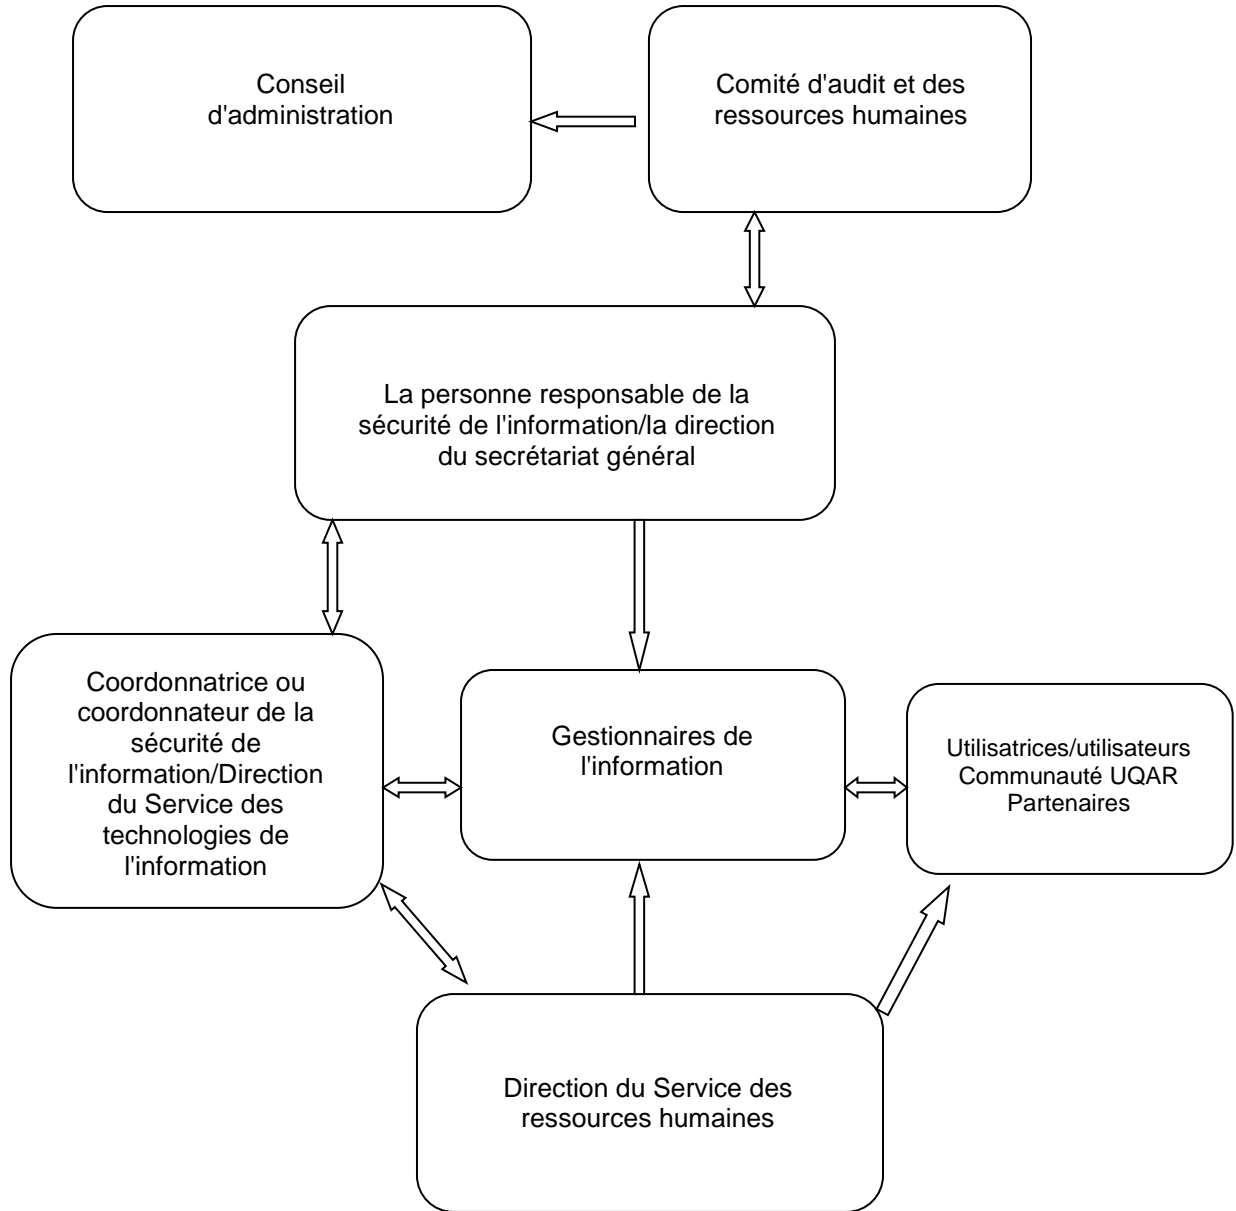 Conseil
d'administration
Comité d'audit et des
ressources humaines
La personne responsable de la
sécurité de l'information/la direction
du secrétariat général
Coordonnatrice ou
coordonnateur de la
sécurité de
l'information/Direction
du Service des
technologies de
l'information
Gestionnaires de
l'information
Utilisatrices/utilisateurs
Communauté UQAR
Partenaires
Direction du Service des
ressources humaines